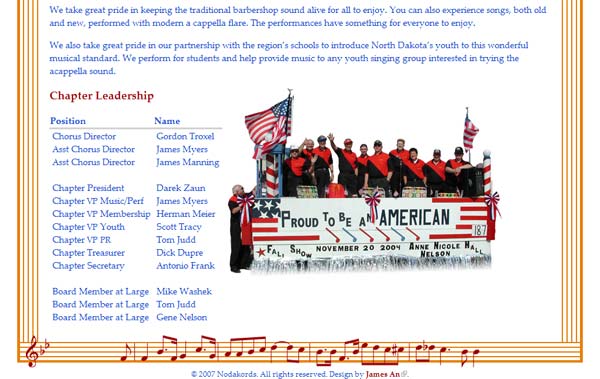 We take great pride in keeping the traditional barbershop sound alive for all to enjoy. You can also experience songs, both old
and new, performed with modern a cappella flare. The performances have something for everyone to enjoy.
We also take great pride in our partnership with the region's schools to introduce North Dakota's youth to this wonderful
musical standard. We perform for students and help provide music to any youth singing group interested in trying the
acappella sound.
Chapter Leadership
Position Name
Chorus Director Gordon Troxel
Asst Chorus Director James Myers
Asst Chorus Director James Manning
Chapter President Darek Zaun
Chapter VP Music/Perf James Myers
Chapter VP Membership Herman Meier
Chapter VP Youth Scott Tracy
Chapter VP PR Tom Judd
Chapter Treasurer Dick Dupre
Chapter Secretary Antonio Frank
Board Member at Large Mike Washek
Board Member at Large Tom Judd
Board Member at Large Gene Nelson
PROUD TO BE AN AMERICAN
187
FALL SHOW NOVEMBER 20 2004 ANNE NICOLE NELSON HALL
© 2007 Nodakords. All rights reserved. Design by James An.